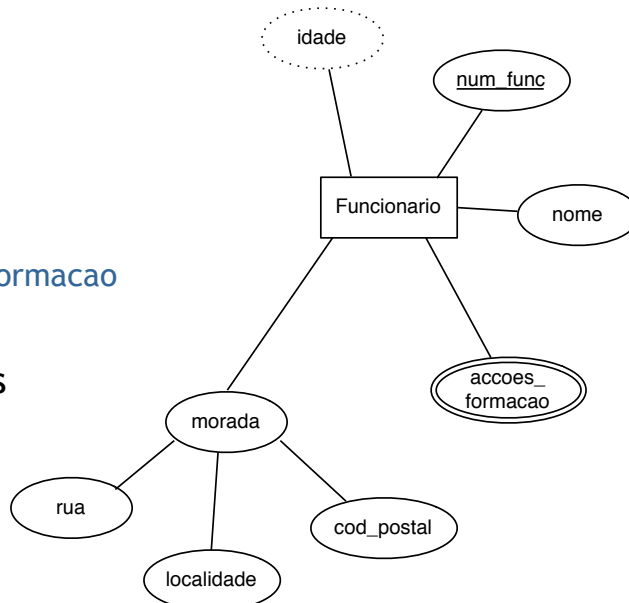 idade
num_func
Funcionario
nome
ormacao
s
accoes_
formacao
morada
rua
cod_postal
localidade